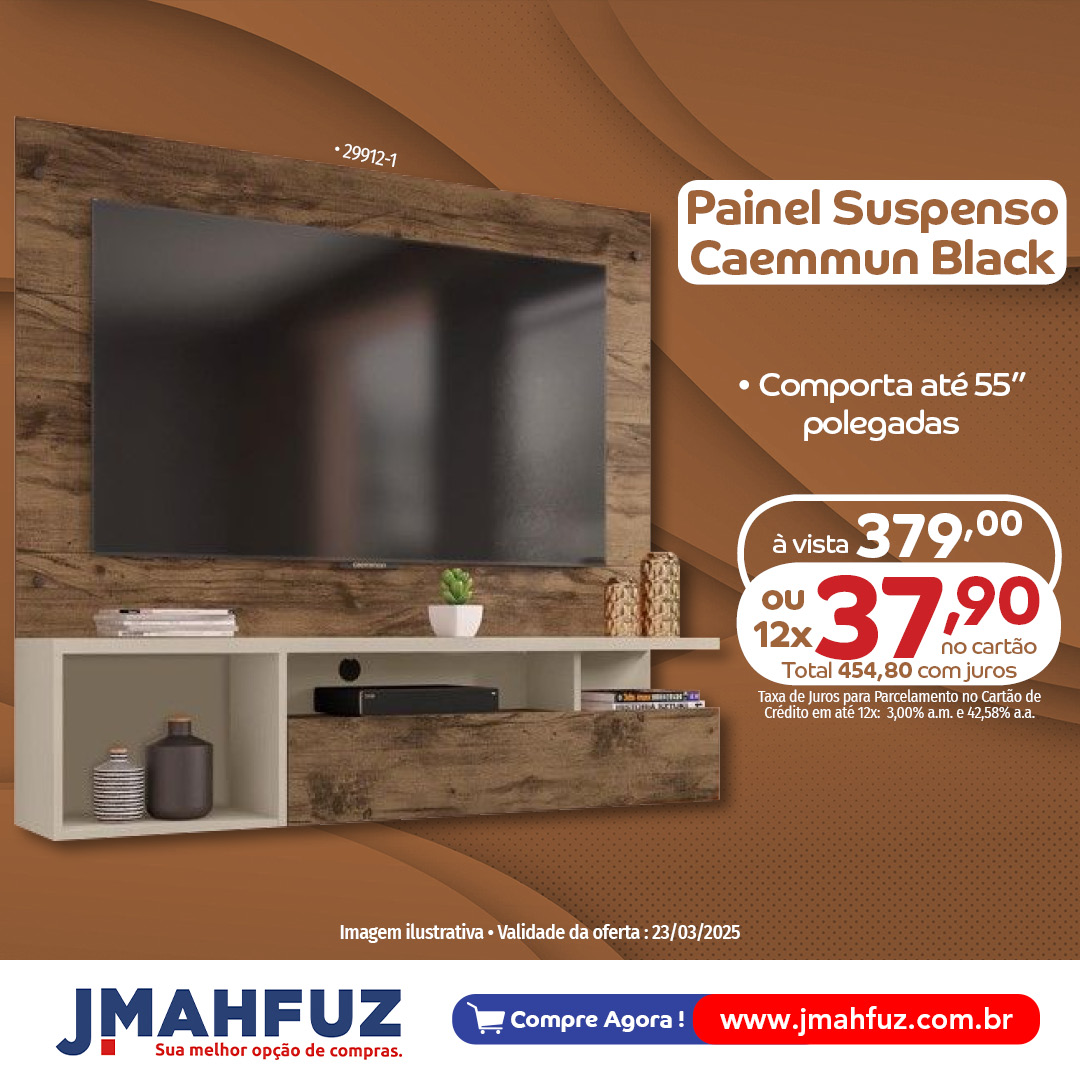 • 29912-1
Painel Suspenso
Caemmun Black
• Comporta até 55”
polegadas
à vista 379,00
ou
12x 37,90
no cartão
Total 454,80 com juros
Taxa de Juros para Parcelamento no Cartão de
Crédito em até 12x: 3,00% a.m. e 42,58% a.a.
caemmun
Imagem ilustrativa • Validade da oferta : 23/03/2025
JMAHFUZ
Sua melhor opção de compras.
Compre Agora !
www.jmahfuz.com.br